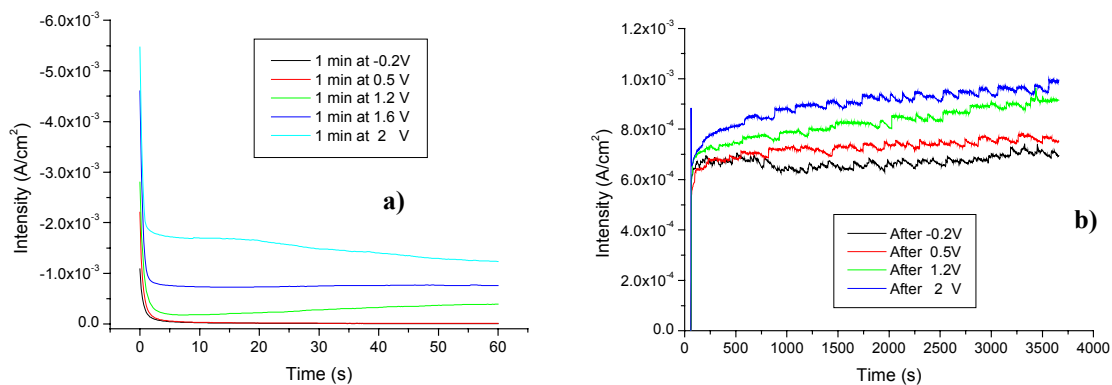 -6.0x10⁻³
-5.0x10⁻³
-4.0x10⁻³
-3.0x10⁻³
-2.0x10⁻³
-1.0x10⁻³
0.0
Intensity (A/cm²)
1 min at -0.2V
1 min at 0.5 V
1 min at 1.2 V
1 min at 1.6 V
1 min at 2 V
a)
0 10 20 30 40 50 60
Time (s)
1.2x10⁻³
1.0x10⁻³
8.0x10⁻⁴
6.0x10⁻⁴
4.0x10⁻⁴
2.0x10⁻⁴
0.0
Intensity (A/cm²)
b)
After -0.2V
After 0.5V
After 1.2V
After 2 V
0 500 1000 1500 2000 2500 3000 3500 4000
Time (s)